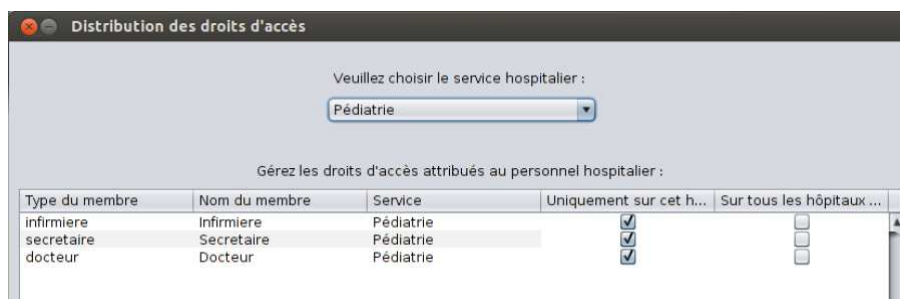 Distribution des droits d'accès
Veuillez choisir le service hospitalier :
Pédiatrie
Gérez les droits d'accès attribués au personnel hospitalier :
Type du membre Nom du membre Service Uniquement sur cet h... Sur tous les hôpitaux ...
infirmiere Infirmiere Pédiatrie
secretaire Secretaire Pédiatrie
docteur Docteur Pédiatrie